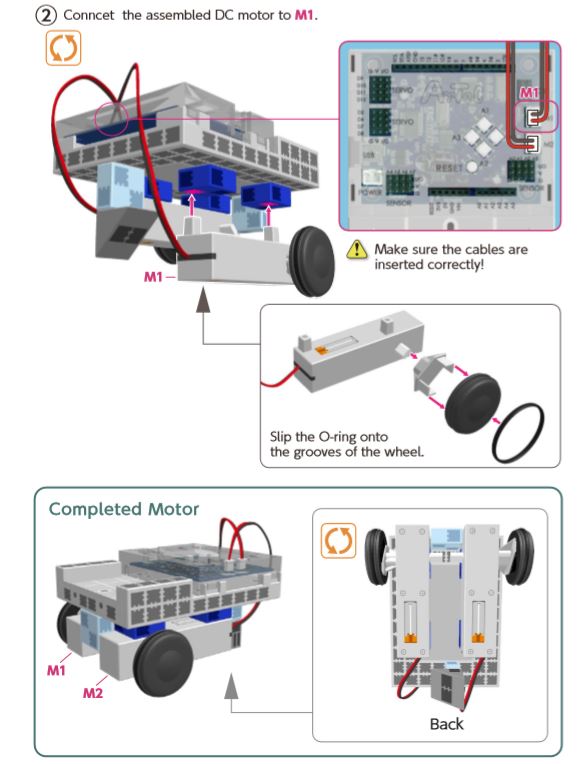 2 Conncet the assembled DC motor to M1.
M1
A1
A3
A2
RESET
USB
POWER
SENSOR
SENSOR
SERVO
SERVO
M2
Make sure the cables are
inserted correctly!
M1
Slip the O-ring onto
the grooves of the wheel.
Completed Motor
M1
M2
Back